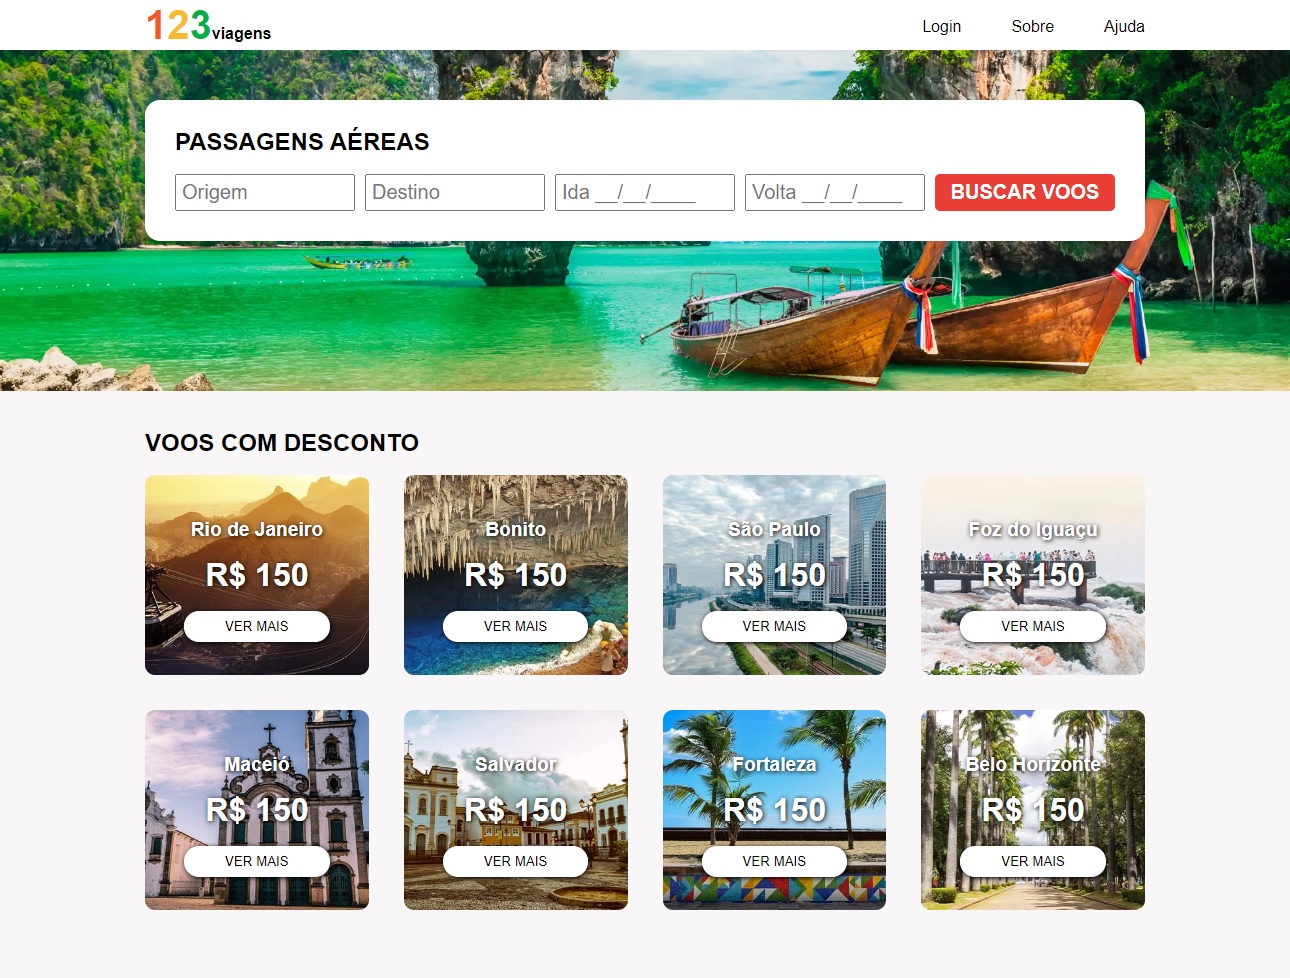 123viagens Login Sobre Ajuda
PASSAGENS AÉREAS
Origem Destino Ida __/__/____ Volta __/__/____ BUSCAR VOOS
VOOS COM DESCONTO
Rio de Janeiro
R$ 150
VER MAIS
Bonito
R$ 150
VER MAIS
São Paulo
R$ 150
VER MAIS
Foz do Iguaçu
R$ 150
VER MAIS
Maceió
R$ 150
VER MAIS
Salvador
R$ 150
VER MAIS
Fortaleza
R$ 150
VER MAIS
Belo Horizonte
R$ 150
VER MAIS